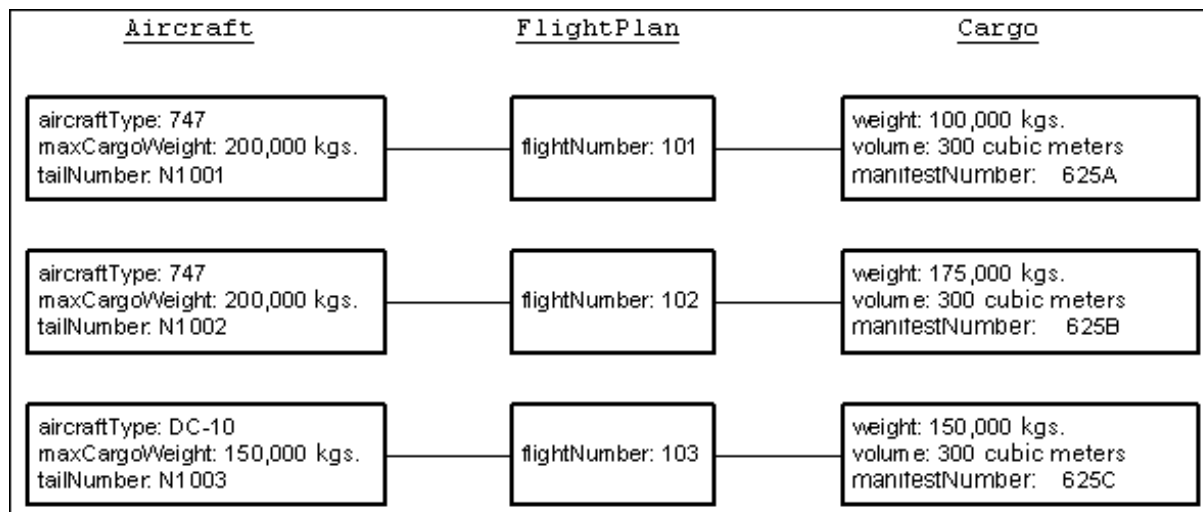 Aircraft FlightPlan Cargo
aircraftType: 747
maxCargoWeight: 200,000 kgs.
tailNumber: N1001
flightNumber: 101
weight: 100,000 kgs.
volume: 300 cubic meters
manifestNumber: 625A
aircraftType: 747
maxCargoWeight: 200,000 kgs.
tailNumber: N1002
flightNumber: 102
weight: 175,000 kgs.
volume: 300 cubic meters
manifestNumber: 625B
aircraftType: DC-10
maxCargoWeight: 150,000 kgs.
tailNumber: N1003
flightNumber: 103
weight: 150,000 kgs.
volume: 300 cubic meters
manifestNumber: 625C